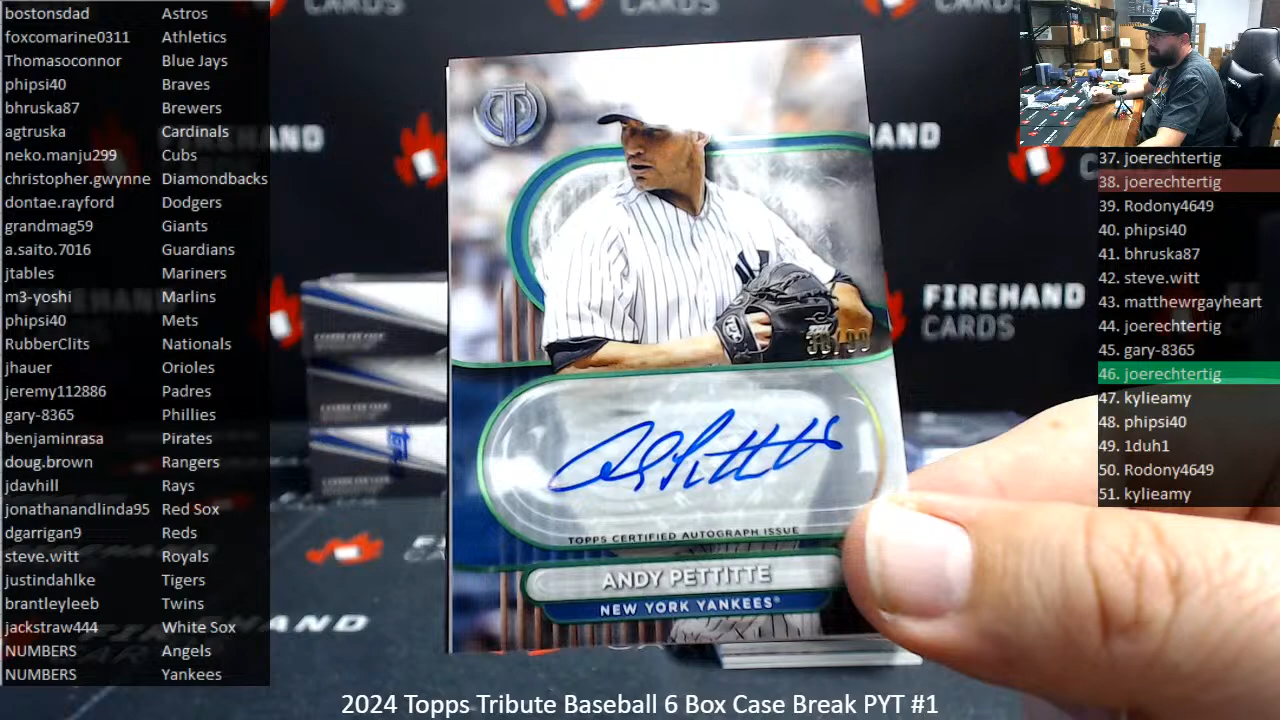 bostonsdad Astros
foxcomarine0311 Athletics
Thomasoconnor Blue Jays
phipsi40 Braves
bhruska87 Brewers
agtruska Cardinals
neko.manju299 Cubs
christopher.gwynne Diamondbacks
dontae.rayford Dodgers
grandmag59 Giants
a.saito.7016 Guardians
jtables Mariners
m3-yoshi Marlins
phipsi40 Mets
RubberClits Nationals
jhauer Orioles
jeremy112886 Padres
gary-8365 Phillies
benjaminrasa Pirates
doug.brown Rangers
jdavhill Rays
jonathanandlinda95 Red Sox
dgarrigan9 Reds
steve.witt Royals
justindahlke Tigers
brantleyleeb Twins
jackstraw444 White Sox
NUMBERS Angels
NUMBERS Yankees
CARDS
CARDS
FIREHAND
CARDS
T
NY
Andy Pettitte
TOPPS CERTIFIED AUTOGRAPH ISSUE
ANDY PETTITTE
NEW YORK YANKEES
37. joerechtertig
38. joerechtertig
39. Rodony4649
40. phipsi40
41. bhruska87
42. steve.witt
43. matthewrgayheart
44. joerechtertig
45. gary-8365
46. joerechtertig
47. kylieamy
48. phipsi40
49. 1duh1
50. Rodony4649
51. kylieamy
2024 Topps Tribute Baseball 6 Box Case Break PYT #1